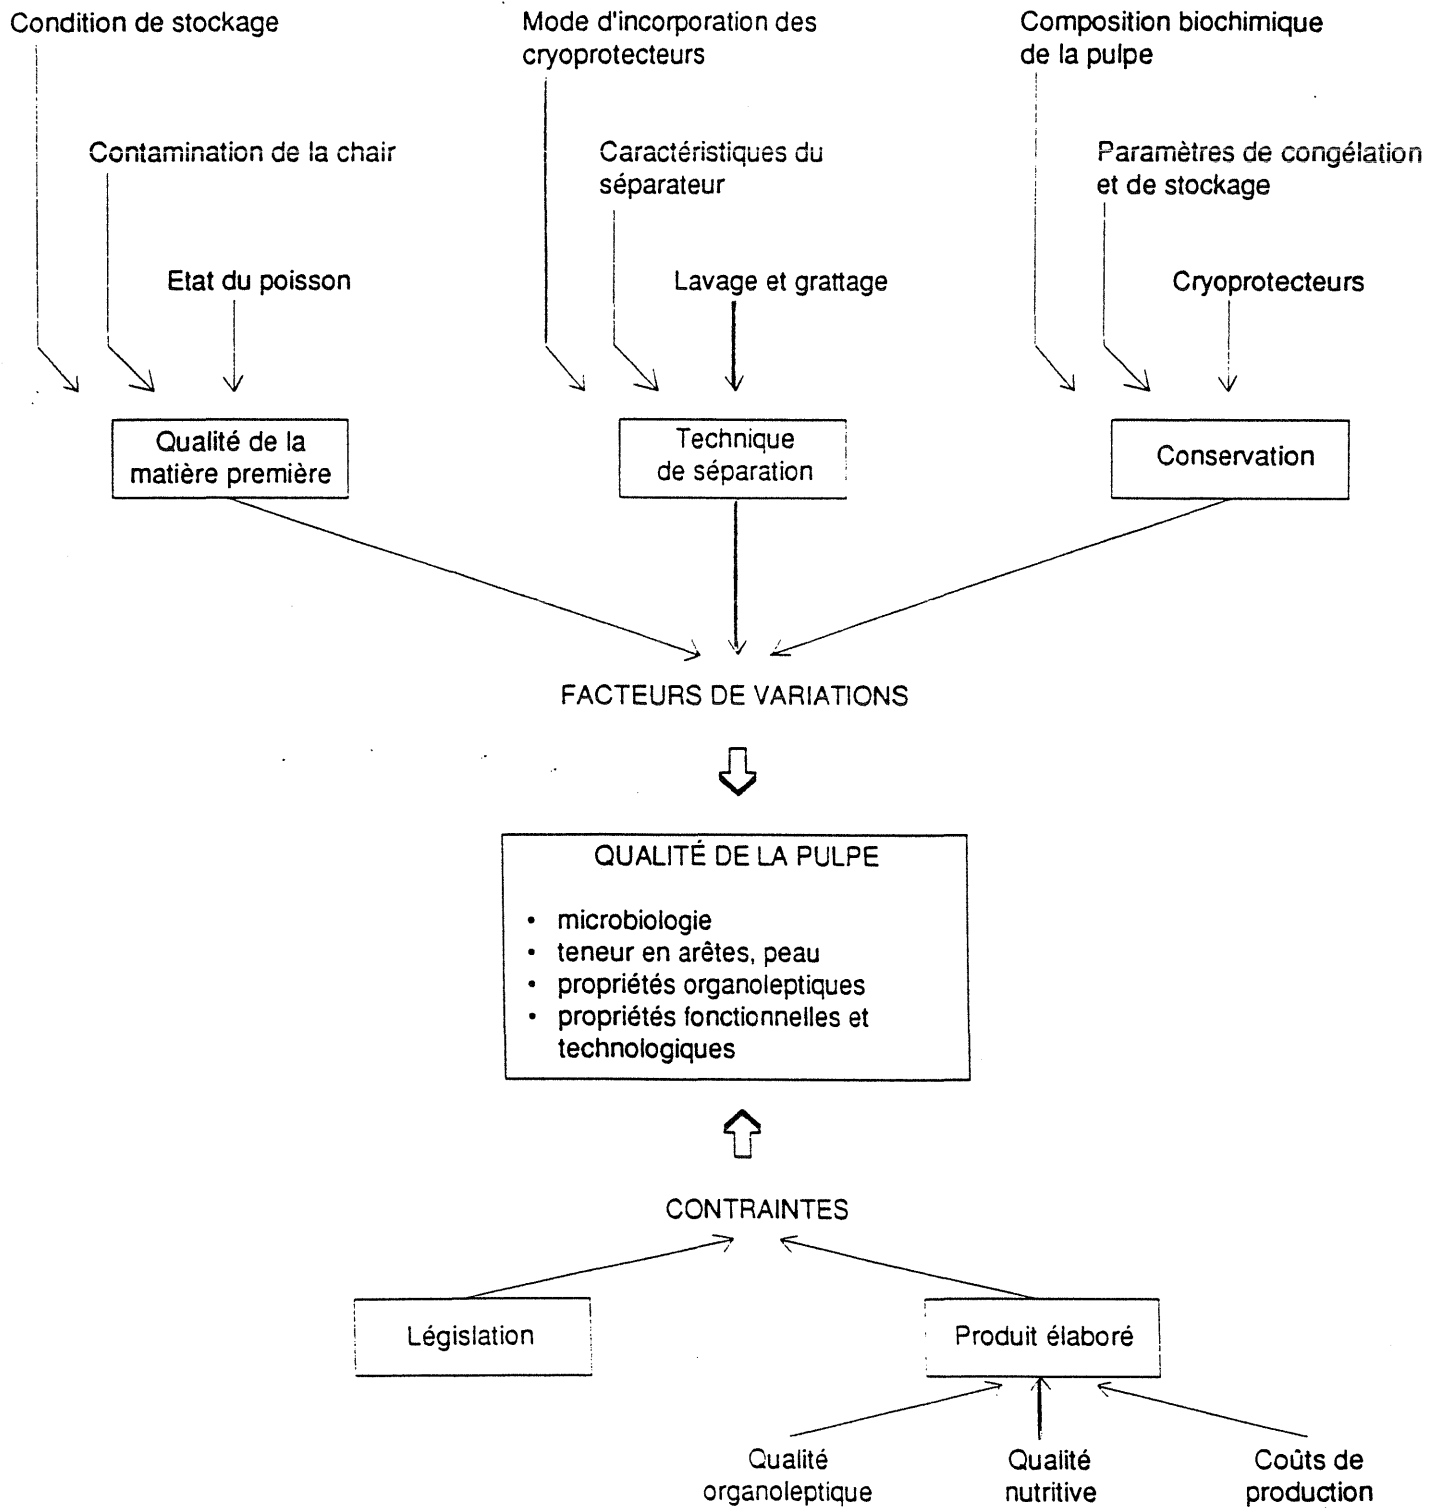 Condition de stockage
Mode d'incorporation des
cryoprotecteurs
Composition biochimique
de la pulpe
Contamination de la chair
Caractéristiques du
séparateur
Paramètres de congélation
et de stockage
Etat du poisson
Lavage et grattage
Cryoprotecteurs
Qualité de la
matière première
Technique
de séparation
Conservation
FACTEURS DE VARIATIONS
QUALITÉ DE LA PULPE
• microbiologie
• teneur en arêtes, peau
• propriétés organoleptiques
• propriétés fonctionnelles et
technologiques
CONTRAINTES
Législation
Produit élaboré
Qualité
organoleptique
Qualité
nutritive
Coûts de
production